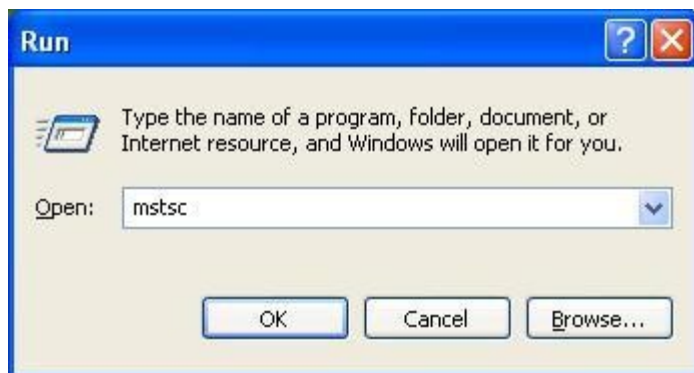 Run
Type the name of a program, folder, document, or
Internet resource, and Windows will open it for you.
Open: mstsc
OK Cancel Browse...